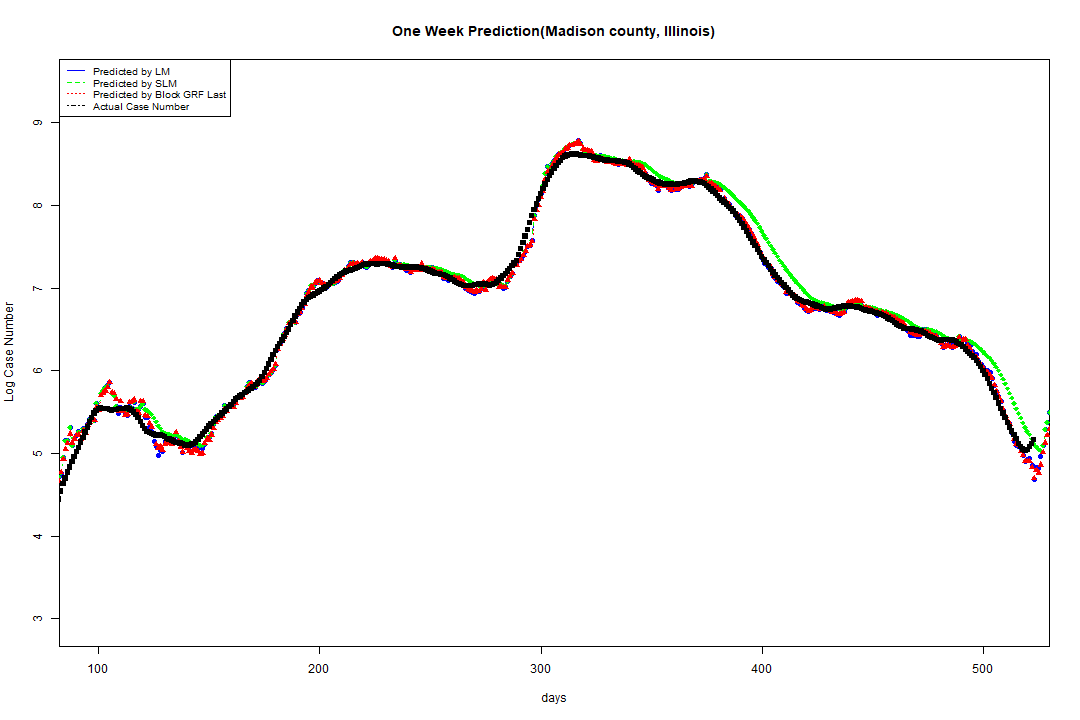 One Week Prediction(Madison county, Illinois)
Predicted by LM
Predicted by SLM
Predicted by Block GRF Last
Actual Case Number
Log Case Number
9
8
7
6
5
4
3
100 200 300 400 500
days